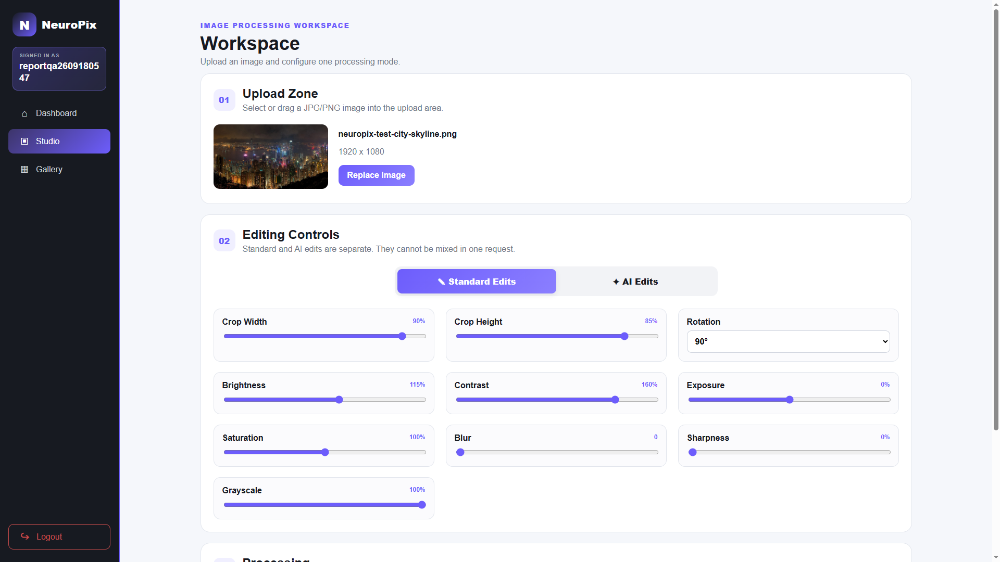 N NeuroPix
SIGNED IN AS
reportqa26091805
47
Dashboard
Studio
Gallery
Logout
IMAGE PROCESSING WORKSPACE
Workspace
Upload an image and configure one processing mode.
01 Upload Zone
Select or drag a JPG/PNG image into the upload area.
neuropix-test-city-skyline.png
1920 x 1080
Replace Image
02 Editing Controls
Standard and AI edits are separate. They cannot be mixed in one request.
Standard Edits AI Edits
Crop Width 90%
Crop Height 85%
Rotation
90°
Brightness 115%
Contrast 160%
Exposure 0%
Saturation 100%
Blur 0
Sharpness 0%
Grayscale 100%
Processing